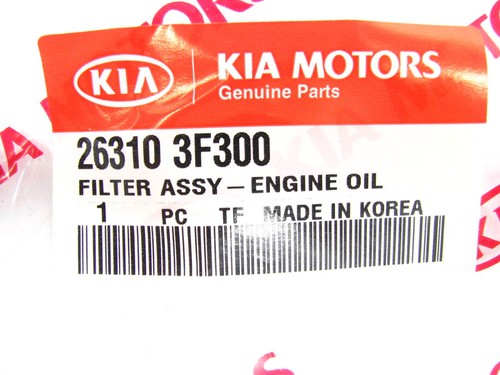 KIA
KIA MOTORS
Genuine Parts
26310 3F300
FILTER ASSY – ENGINE OIL
1 PC TF MADE IN KOREA